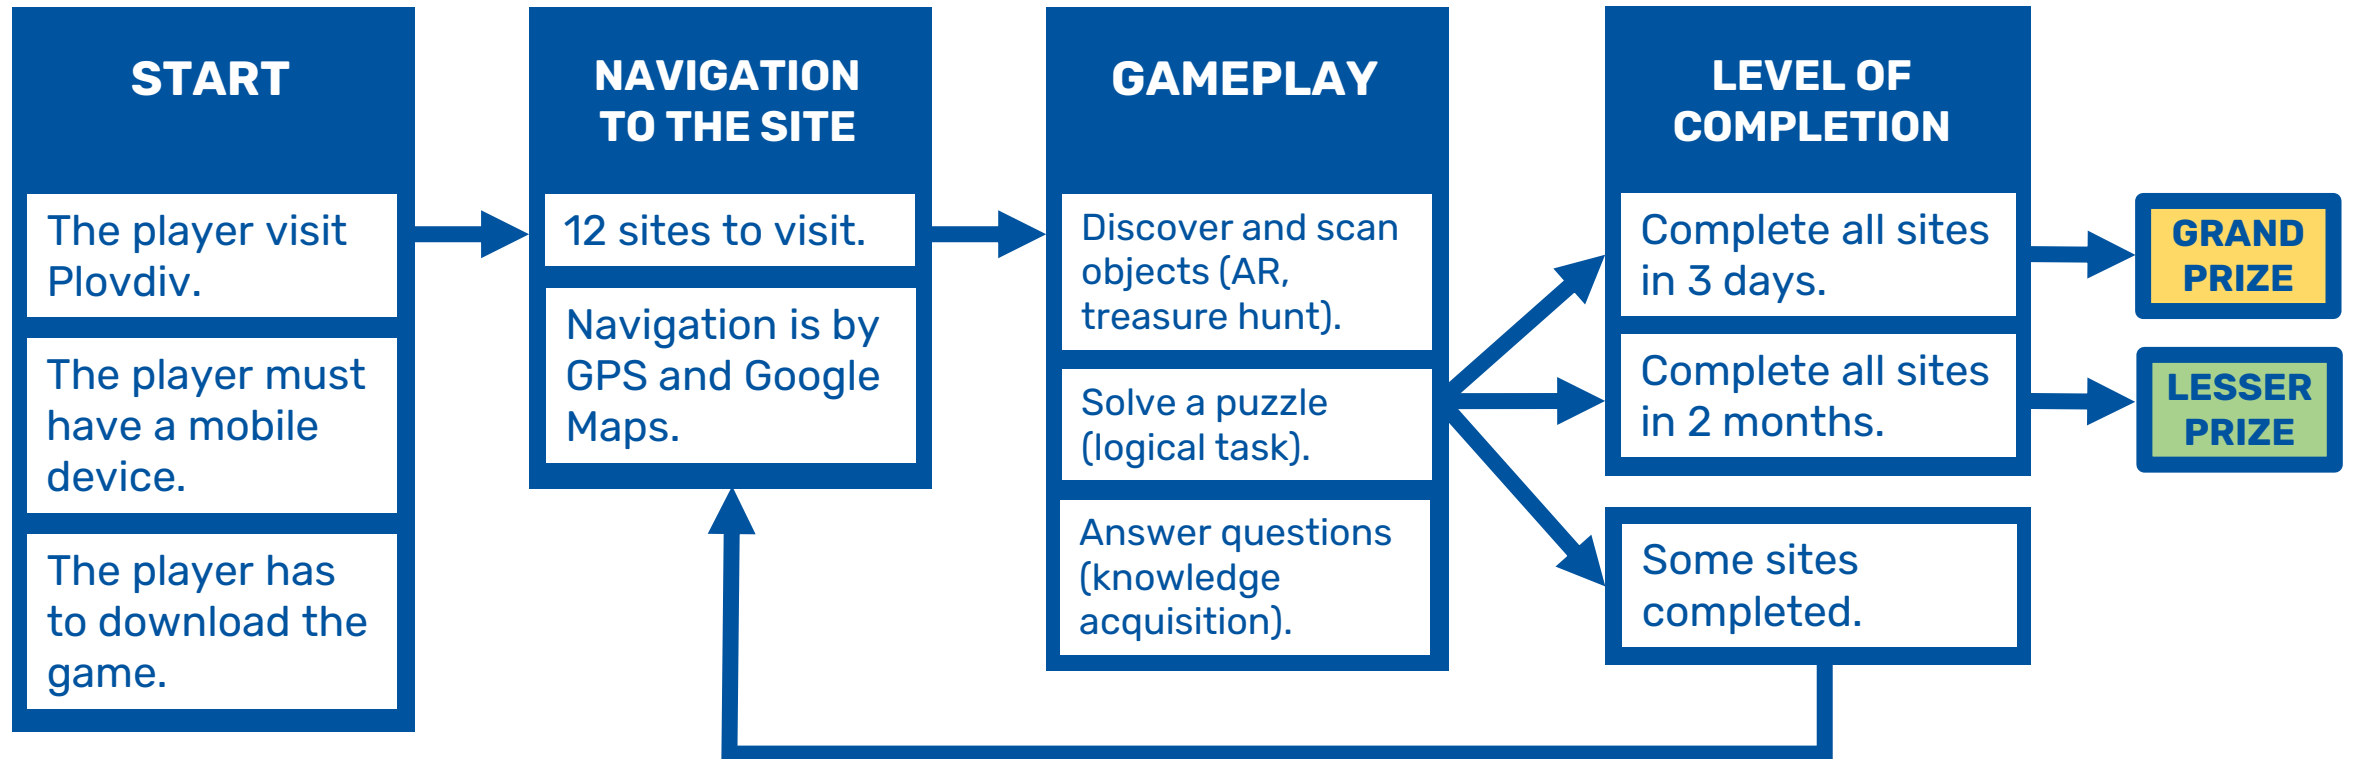 START
The player visit
Plovdiv.
The player must
have a mobile
device.
The player has
to download the
game.
NAVIGATION
TO THE SITE
12 sites to visit.
Navigation is by
GPS and Google
Maps.
GAMEPLAY
Discover and scan
objects (AR,
treasure hunt).
Solve a puzzle
(logical task).
Answer questions
(knowledge
acquisition).
LEVEL OF
COMPLETION
Complete all sites
in 3 days.
Complete all sites
in 2 months.
Some sites
completed.
GRAND
PRIZE
LESSER
PRIZE